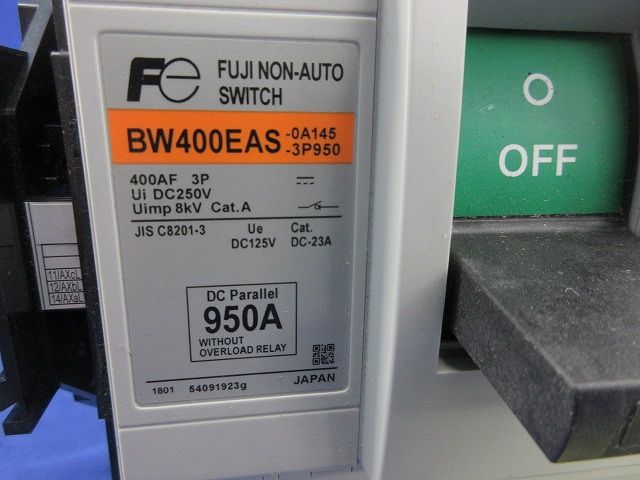 Fe FUJI NON-AUTO
SWITCH
BW400EAS -0A145
-3P950
400AF 3P
Ui DC250V
Uimp 8kV Cat.A
JIS C8201-3 Ue Cat.
DC125V DC-23A
DC Parallel
950A
WITHOUT
OVERLOAD RELAY
JAPAN
1801 54091923g
11/AXcL
12/AXbL
14/AXaL
O
OFF